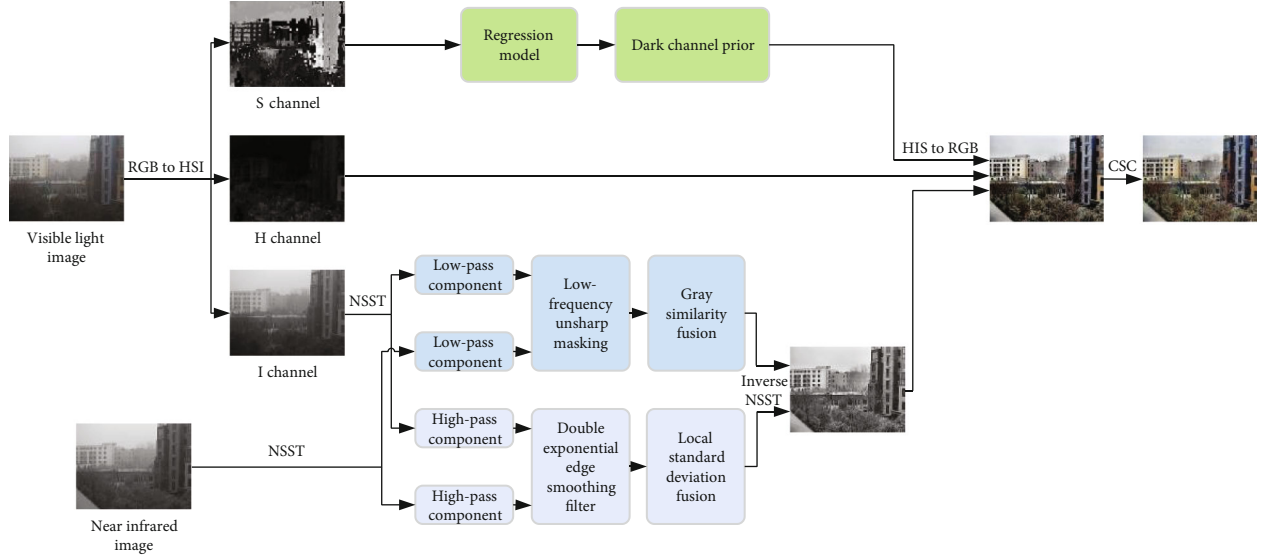 S channel
Regression
model
Dark channel prior
Visible light
image
RGB to HSI
H channel
HIS to RGB
CSC
I channel
NSST
Low-pass
component
Low-pass
component
Low-
frequency
unsharp
masking
Gray
similarity
fusion
Inverse
NSST
Near infrared
image
NSST
High-pass
component
High-pass
component
Double
exponential
edge
smoothing
filter
Local
standard
deviation
fusion